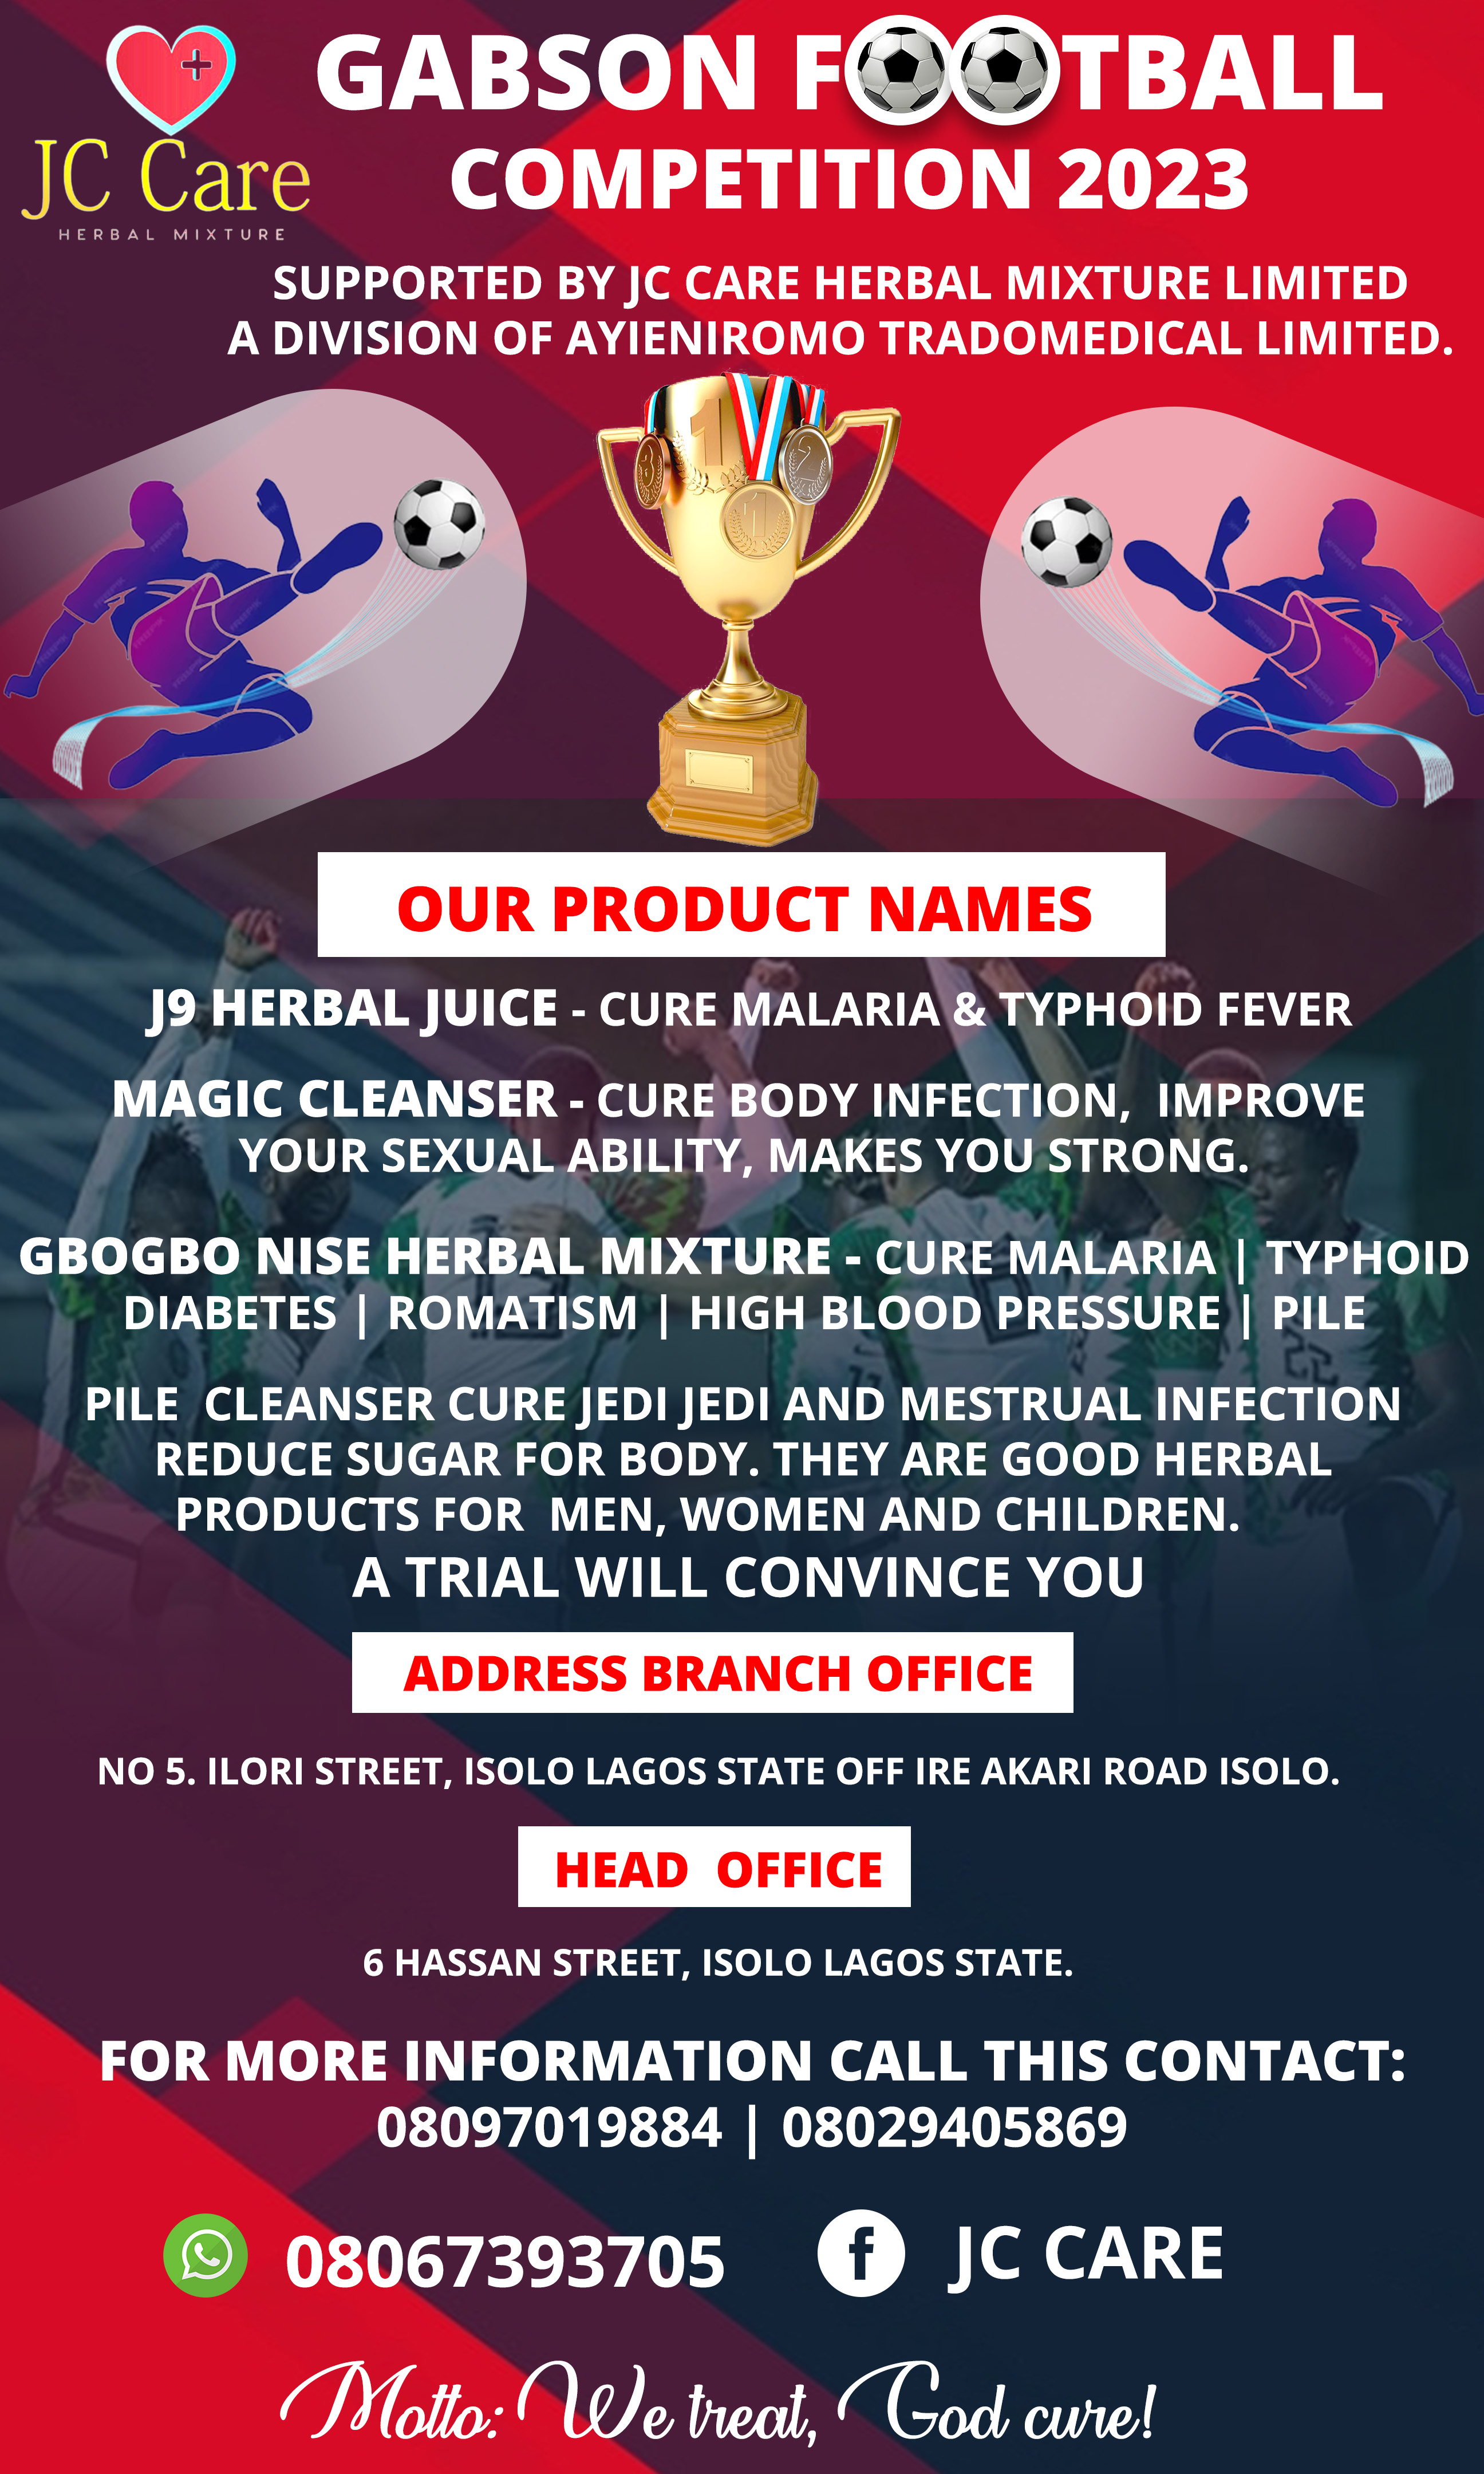 JC Care
HERBAL MIXTURE
GABSON FOOTBALL
COMPETITION 2023
SUPPORTED BY JC CARE HERBAL MIXTURE LIMITED
A DIVISION OF AYIENIROMO TRADOMEDICAL LIMITED.
1
3
2
1
OUR PRODUCT NAMES
J9 HERBAL JUICE - CURE MALARIA & TYPHOID FEVER
MAGIC CLEANSER - CURE BODY INFECTION, IMPROVE
YOUR SEXUAL ABILITY, MAKES YOU STRONG.
GBOGBO NISE HERBAL MIXTURE - CURE MALARIA | TYPHOID
DIABETES | ROMATISM | HIGH BLOOD PRESSURE | PILE
PILE CLEANSER CURE JEDI JEDI AND MESTRUAL INFECTION
REDUCE SUGAR FOR BODY. THEY ARE GOOD HERBAL
PRODUCTS FOR MEN, WOMEN AND CHILDREN.
A TRIAL WILL CONVINCE YOU
ADDRESS BRANCH OFFICE
NO 5. ILORI STREET, ISOLO LAGOS STATE OFF IRE AKARI ROAD ISOLO.
HEAD OFFICE
6 HASSAN STREET, ISOLO LAGOS STATE.
FOR MORE INFORMATION CALL THIS CONTACT:
08097019884 | 08029405869
08067393705
f JC CARE
Motto: We treat, God cure!